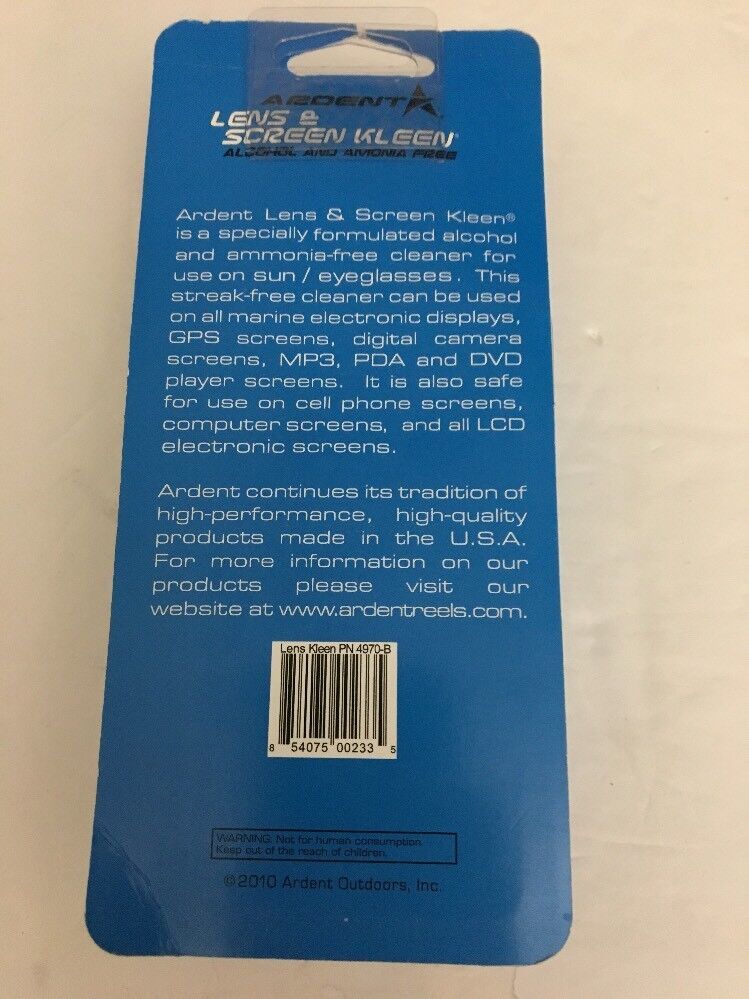 ARDENT
LENS &
SCREEN KLEEN®
ALCOHOL AND AMONIA FREE
Ardent Lens & Screen Kleen®
is a specially formulated alcohol
and ammonia-free cleaner for
use on sun / eyeglasses. This
streak-free cleaner can be used
on all marine electronic displays,
GPS screens, digital camera
screens, MP3, PDA and DVD
player screens. It is also safe
for use on cell phone screens,
computer screens, and all LCD
electronic screens.
Ardent continues its tradition of
high-performance, high-quality
products made in the U.S.A.
For more information on our
products please visit our
website at www.ardentreels.com.
Lens Kleen PN 4970-B
8 54075 00233 5
WARNING: Not for human consumption.
Keep out of the reach of children.
©2010 Ardent Outdoors, Inc.